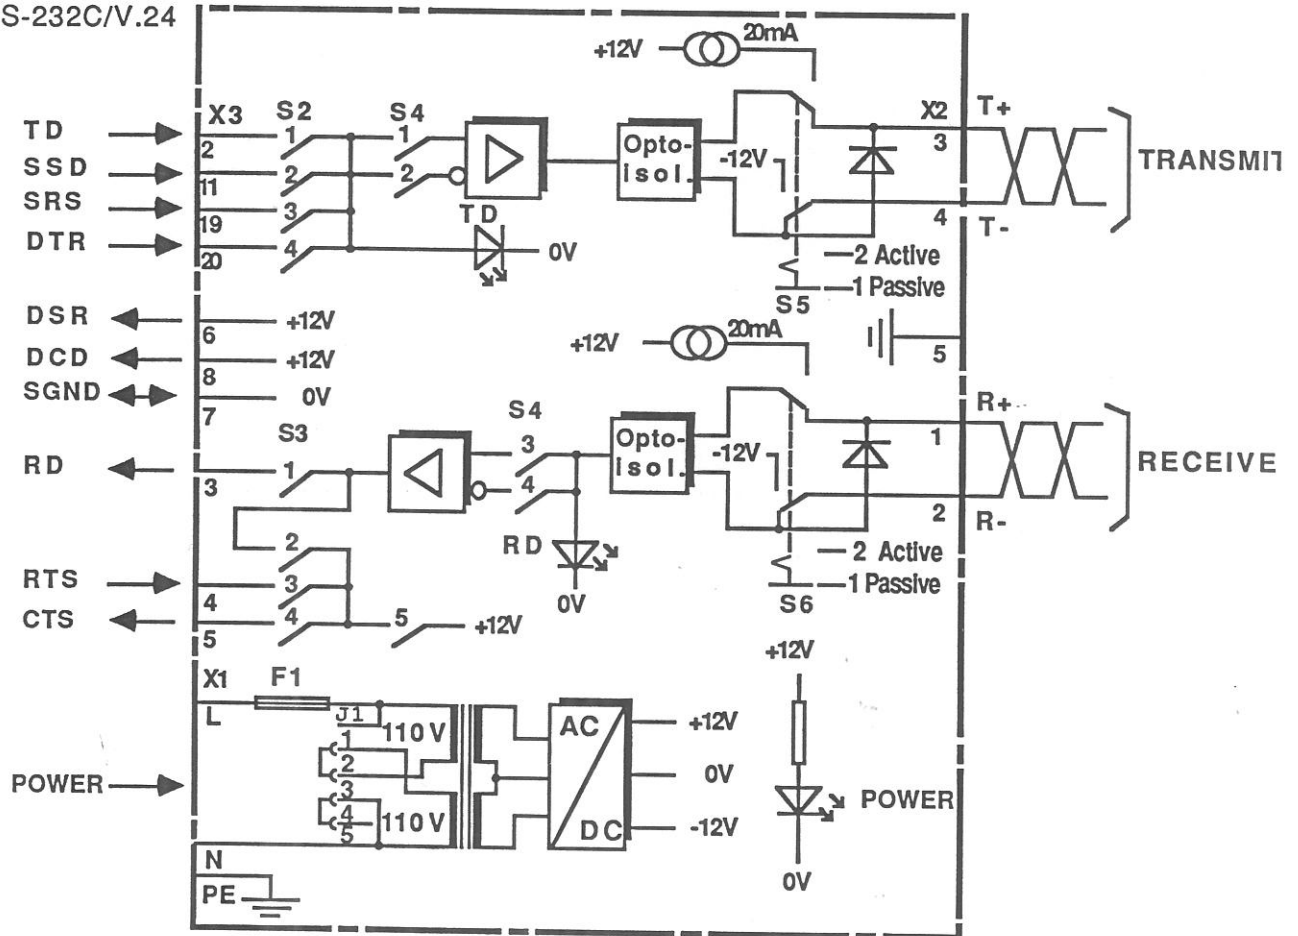 S-232C/V.24
20mA
+12V
X3 S2 S4
X2 T+
TD 1 1
2 3
Opto-
isol.
-12V
TRANSMIT
SSD 2 2
11
SRS 3 TD
19 4
T-
DTR 4 0V
20
2 Active
1 Passive
S5
DSR +12V
6
20mA
+12V
5
DCD +12V
8
SGND 0V
7
R+
S4
S3
1
3
Opto-
isol.
-12V
RECEIVE
RD 1
3
4
2
R-
2
RD
2 Active
1 Passive
S6
RTS 3
4
0V
CTS 4 5 +12V
5
+12V
X1 F1
L
J1
110 V
AC
+12V
1
2
0V
POWER
3
4
5
110 V
DC
-12V
POWER
N
0V
PE